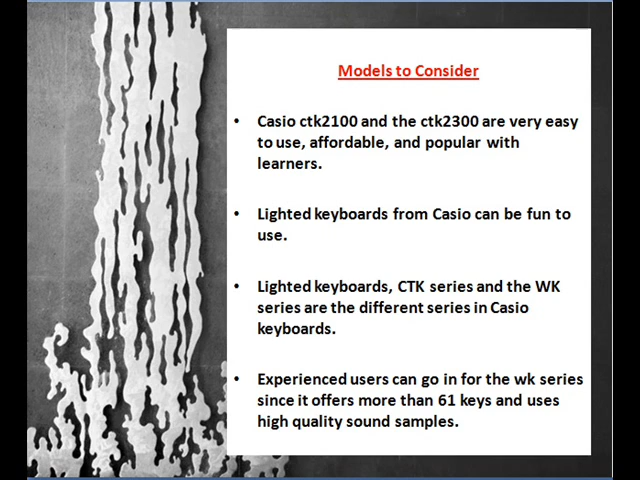 Models to Consider
• Casio ctk2100 and the ctk2300 are very easy
to use, affordable, and popular with
learners.
• Lighted keyboards from Casio can be fun to
use.
• Lighted keyboards, CTK series and the WK
series are the different series in Casio
keyboards.
• Experienced users can go in for the wk series
since it offers more than 61 keys and uses
high quality sound samples.